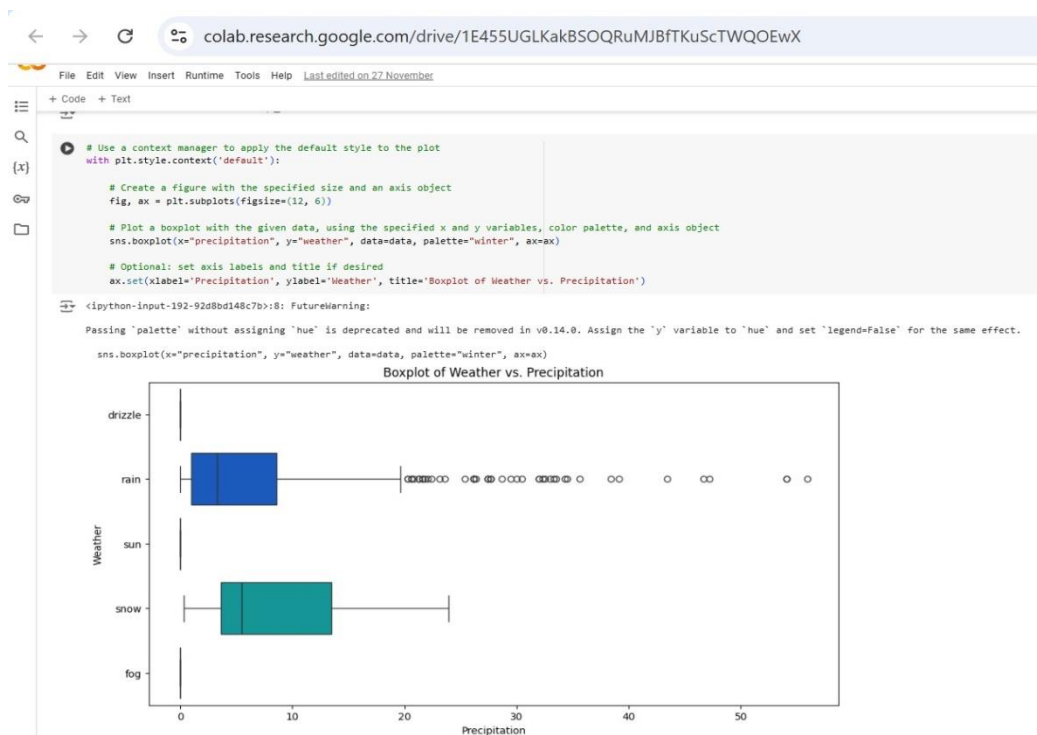 colab.research.google.com/drive/1E455UGLKakBSOQRuMJBfTKuScTWQOEwX
File Edit View Insert Runtime Tools Help Last edited on 27 November
+ Code + Text
{x}
# Use a context manager to apply the default style to the plot
with plt.style.context('default'):
# Create a figure with the specified size and an axis object
fig, ax = plt.subplots(figsize=(12, 6))
# Plot a boxplot with the given data, using the specified x and y variables, color palette, and axis object
sns.boxplot(x="precipitation", y="weather", data=data, palette="winter", ax=ax)
# Optional: set axis labels and title if desired
ax.set(xlabel='Precipitation', ylabel='Weather', title='Boxplot of Weather vs. Precipitation')
<ipython-input-192-92d8bd148c7b>:8: FutureWarning:
Passing `palette` without assigning `hue` is deprecated and will be removed in v0.14.0. Assign the `y` variable to `hue` and set `legend=False` for the same effect.
sns.boxplot(x="precipitation", y="weather", data=data, palette="winter", ax=ax)
Boxplot of Weather vs. Precipitation
drizzle
rain
sun
snow
fog
Weather
0 10 20 30 40 50
Precipitation